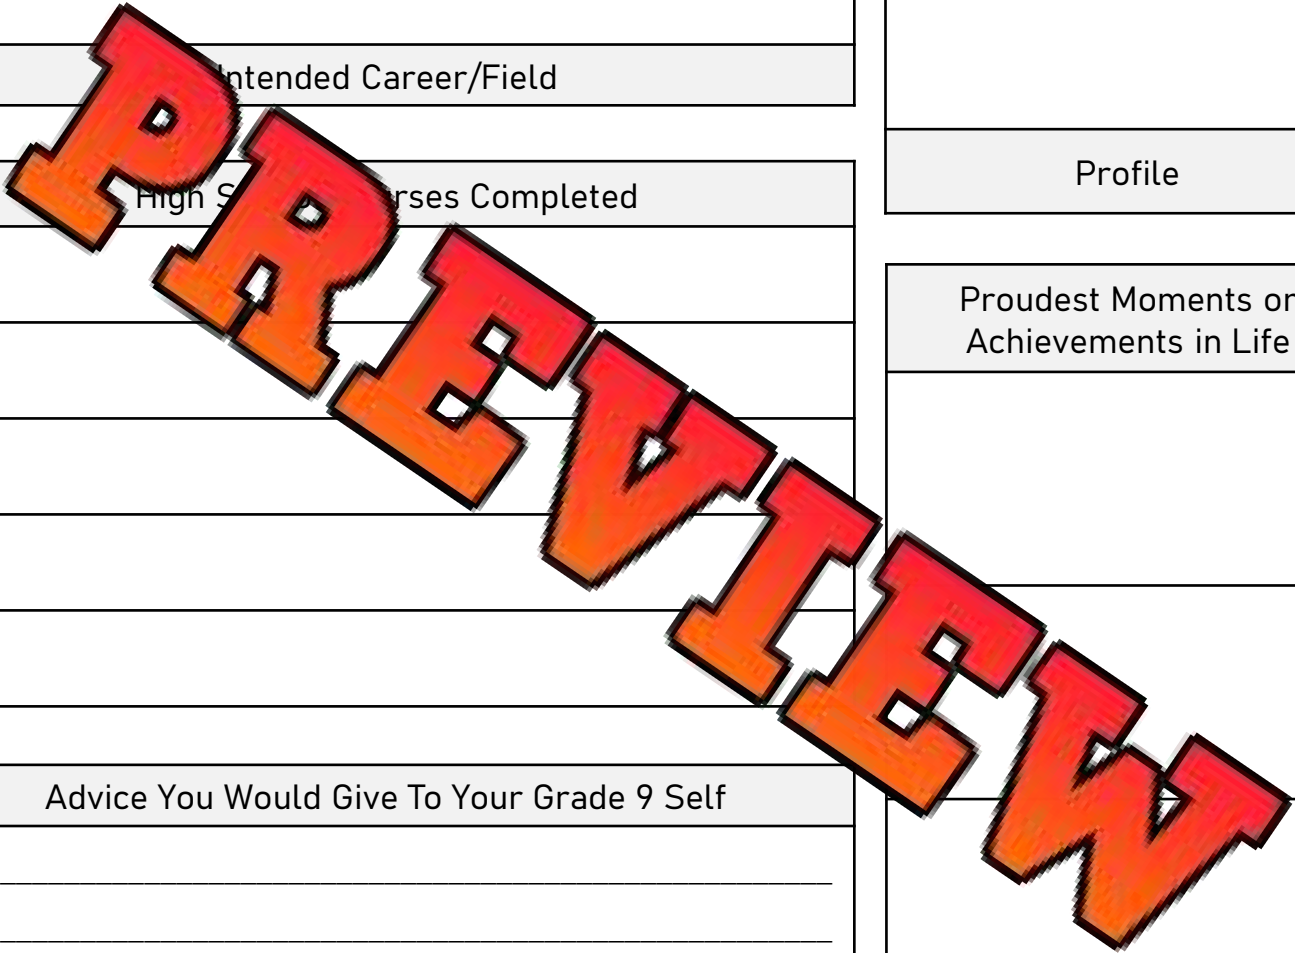 Intended Career/Field
High rses Completed
Advice You Would Give To Your Grade 9 Self
Profile
Proudest Moments or
Achievements in Life
PREVIEW